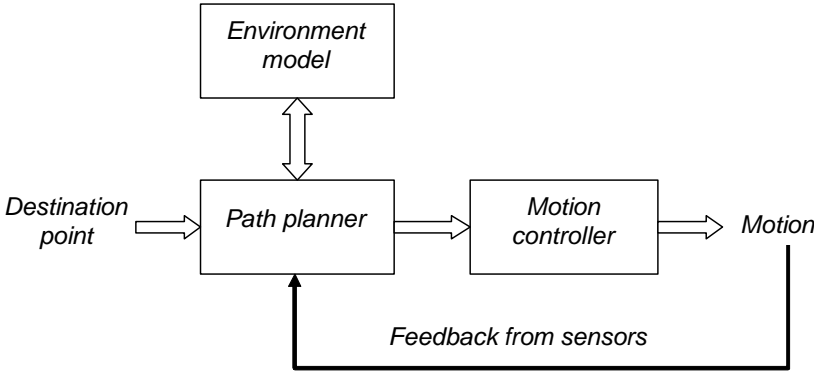 Environment
model
Destination
point
Path planner
Motion
controller
Motion
Feedback from sensors